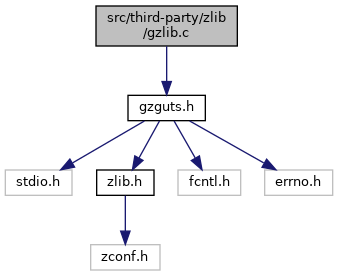 src/third-party/zlib
/gzlib.c
gzguts.h
stdio.h
zlib.h
fcntl.h
errno.h
zconf.h